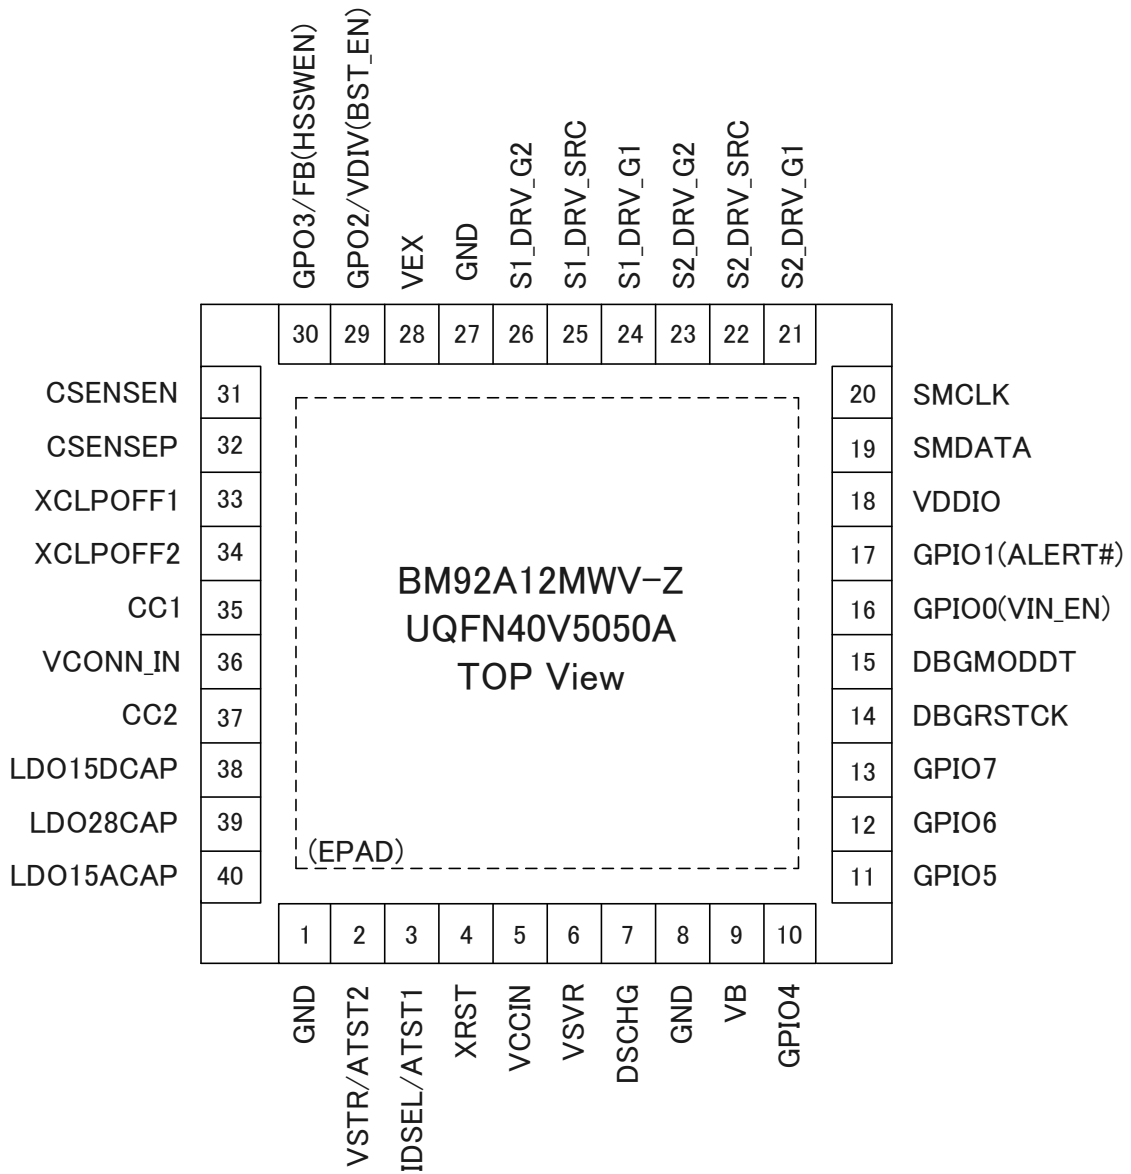 GPO3/FB(HSSWEN)
GPO2/VDIV(BST_EN)
VEX
GND
S1_DRV_G2
S1_DRV_SRC
S1_DRV_G1
S2_DRV_G2
S2_DRV_SRC
S2_DRV_G1
30 29 28 27 26 25 24 23 22 21
CSENSEN 31
CSENSEP 32
XCLPOFF1 33
XCLPOFF2 34
CC1 35
VCONN_IN 36
CC2 37
LDO15DCAP 38
LDO28CAP 39
LDO15ACAP 40
BM92A12MWV-Z
UQFN40V5050A
TOP View
(EPAD)
20 SMCLK
19 SMDATA
18 VDDIO
17 GPIO1(ALERT#)
16 GPIO0(VIN_EN)
15 DBGMODDT
14 DBGRSTCK
13 GPIO7
12 GPIO6
11 GPIO5
1 2 3 4 5 6 7 8 9 10
GND
VSTR/ATST2
IDSEL/ATST1
XRST
VCCIN
VSVR
DSCHG
GND
VB
GPIO4